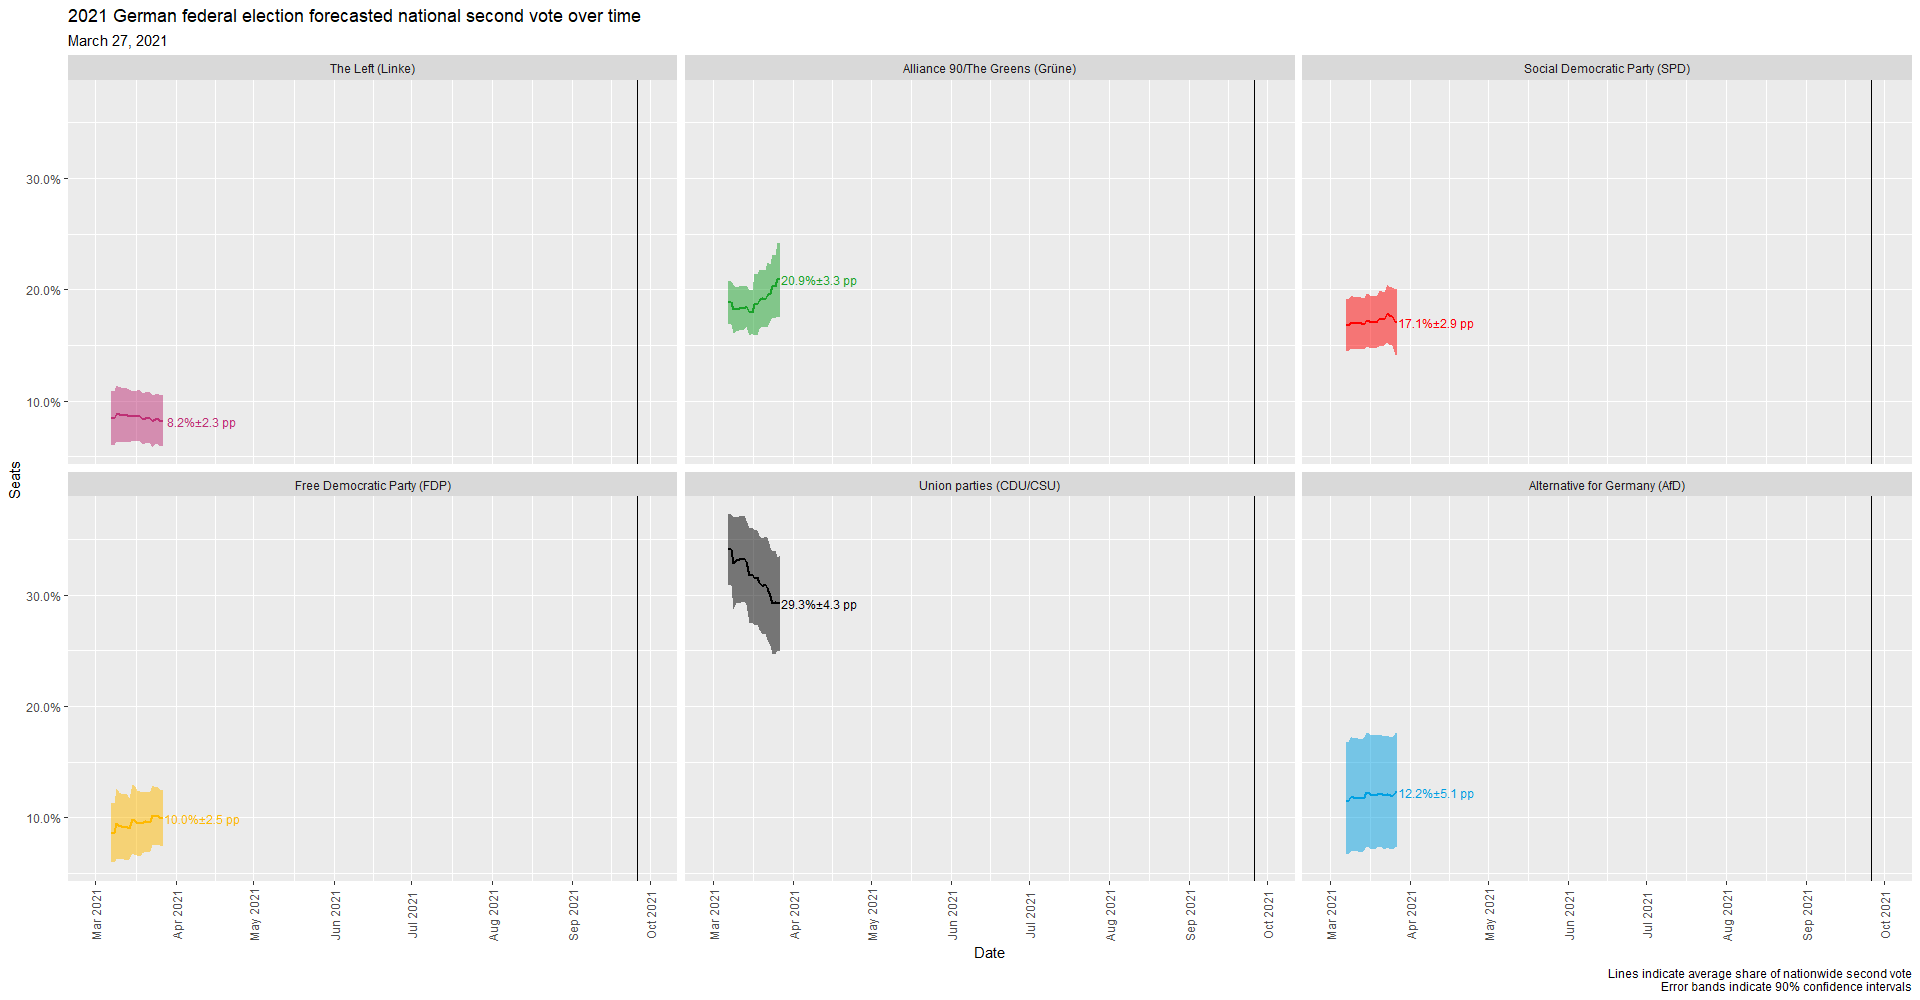 2021 German federal election forecasted national second vote over time
March 27, 2021
The Left (Linke)
Alliance 90/The Greens (Grüne)
Social Democratic Party (SPD)
30.0%
20.0%
10.0%
8.2%±2.3 pp
20.9%±3.3 pp
17.1%±2.9 pp
Seats
Free Democratic Party (FDP)
Union parties (CDU/CSU)
Alternative for Germany (AfD)
30.0%
20.0%
10.0%
10.0%±2.5 pp
29.3%±4.3 pp
12.2%±5.1 pp
Mar 2021
Apr 2021
May 2021
Jun 2021
Jul 2021
Aug 2021
Sep 2021
Oct 2021
Mar 2021
Apr 2021
May 2021
Jun 2021
Jul 2021
Aug 2021
Sep 2021
Oct 2021
Mar 2021
Apr 2021
May 2021
Jun 2021
Jul 2021
Aug 2021
Sep 2021
Oct 2021
Date
Lines indicate average share of nationwide second vote
Error bands indicate 90% confidence intervals